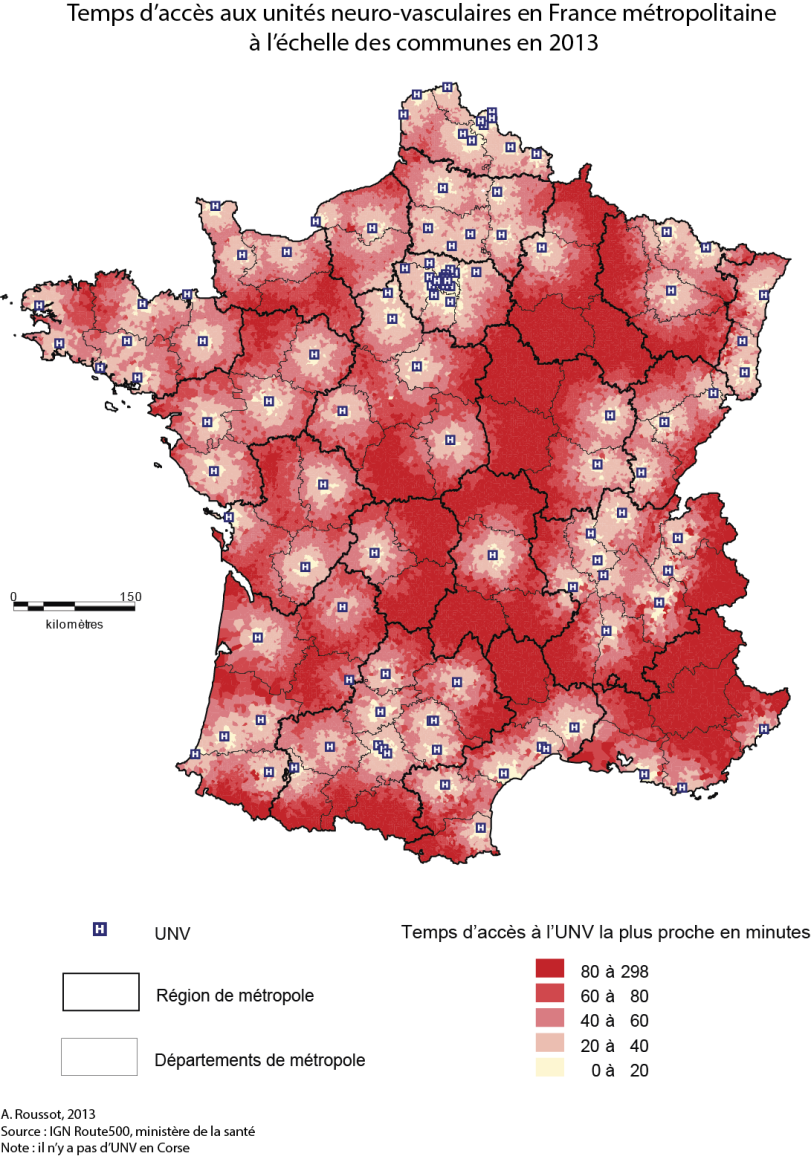 Temps d'accès aux unités neuro-vasculaires en France métropolitaine
à l'échelle des communes en 2013
0 150
kilomètres
H UNV
Région de métropole
Départements de métropole
Temps d'accès à l'UNV la plus proche en minutes
80 à 298
60 à 80
40 à 60
20 à 40
0 à 20
A. Roussot, 2013
Source : IGN Route500, ministère de la santé
Note : il n'y a pas d'UNV en Corse